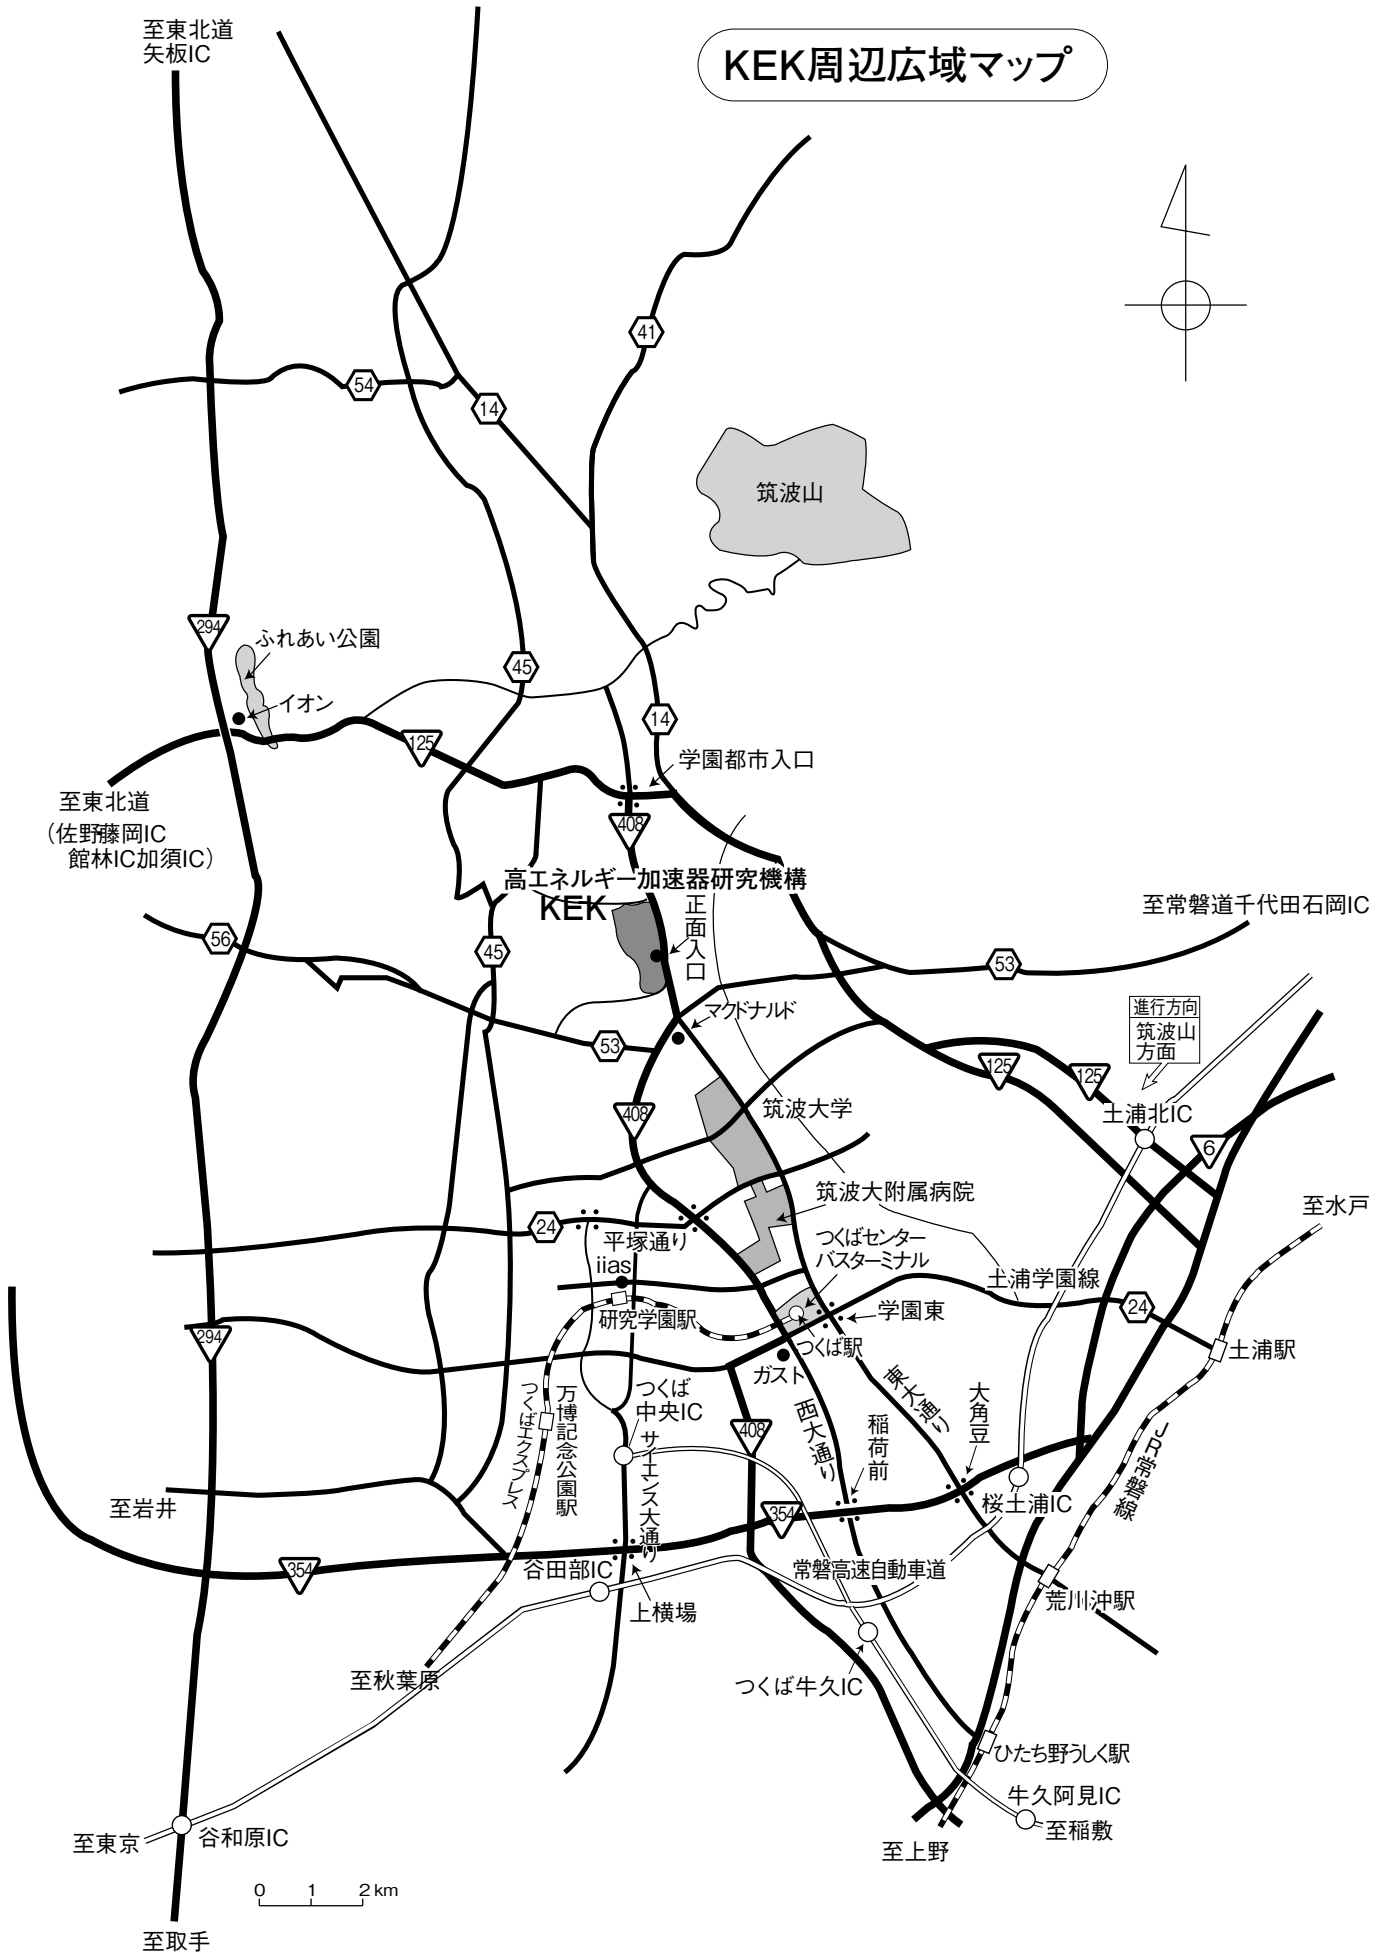 至東北道
矢板IC
KEK周辺広域マップ
41
54
14
筑波山
294
ふれあい公園
45
イオン
14
125
学園都市入口
至東北道
（佐野藤岡IC
館林IC加須IC）
408
高エネルギー加速器研究機構
KEK
正面入口
至常磐道千代田石岡IC
56
45
53
進行方向
筑波山
方面
マクドナルド
53
125
125
408
筑波大学
土浦北IC
6
筑波大附属病院
至水戸
24
平塚通り
つくばセンター
バスターミナル
iias
土浦学園線
24
研究学園駅
学園東
294
つくば駅
土浦駅
ガスト
つくば
中央IC
東大通り
大角豆
つくばエクスプレス
万博記念公園駅
西大通り
稲荷前
408
サイエンス大通り
JR常磐線
至岩井
354
桜土浦IC
354
谷田部IC
常磐高速自動車道
上横場
荒川沖駅
至秋葉原
つくば牛久IC
ひたち野うしく駅
牛久阿見IC
至稲敷
至東京
谷和原IC
至上野
0 1 2 km
至取手